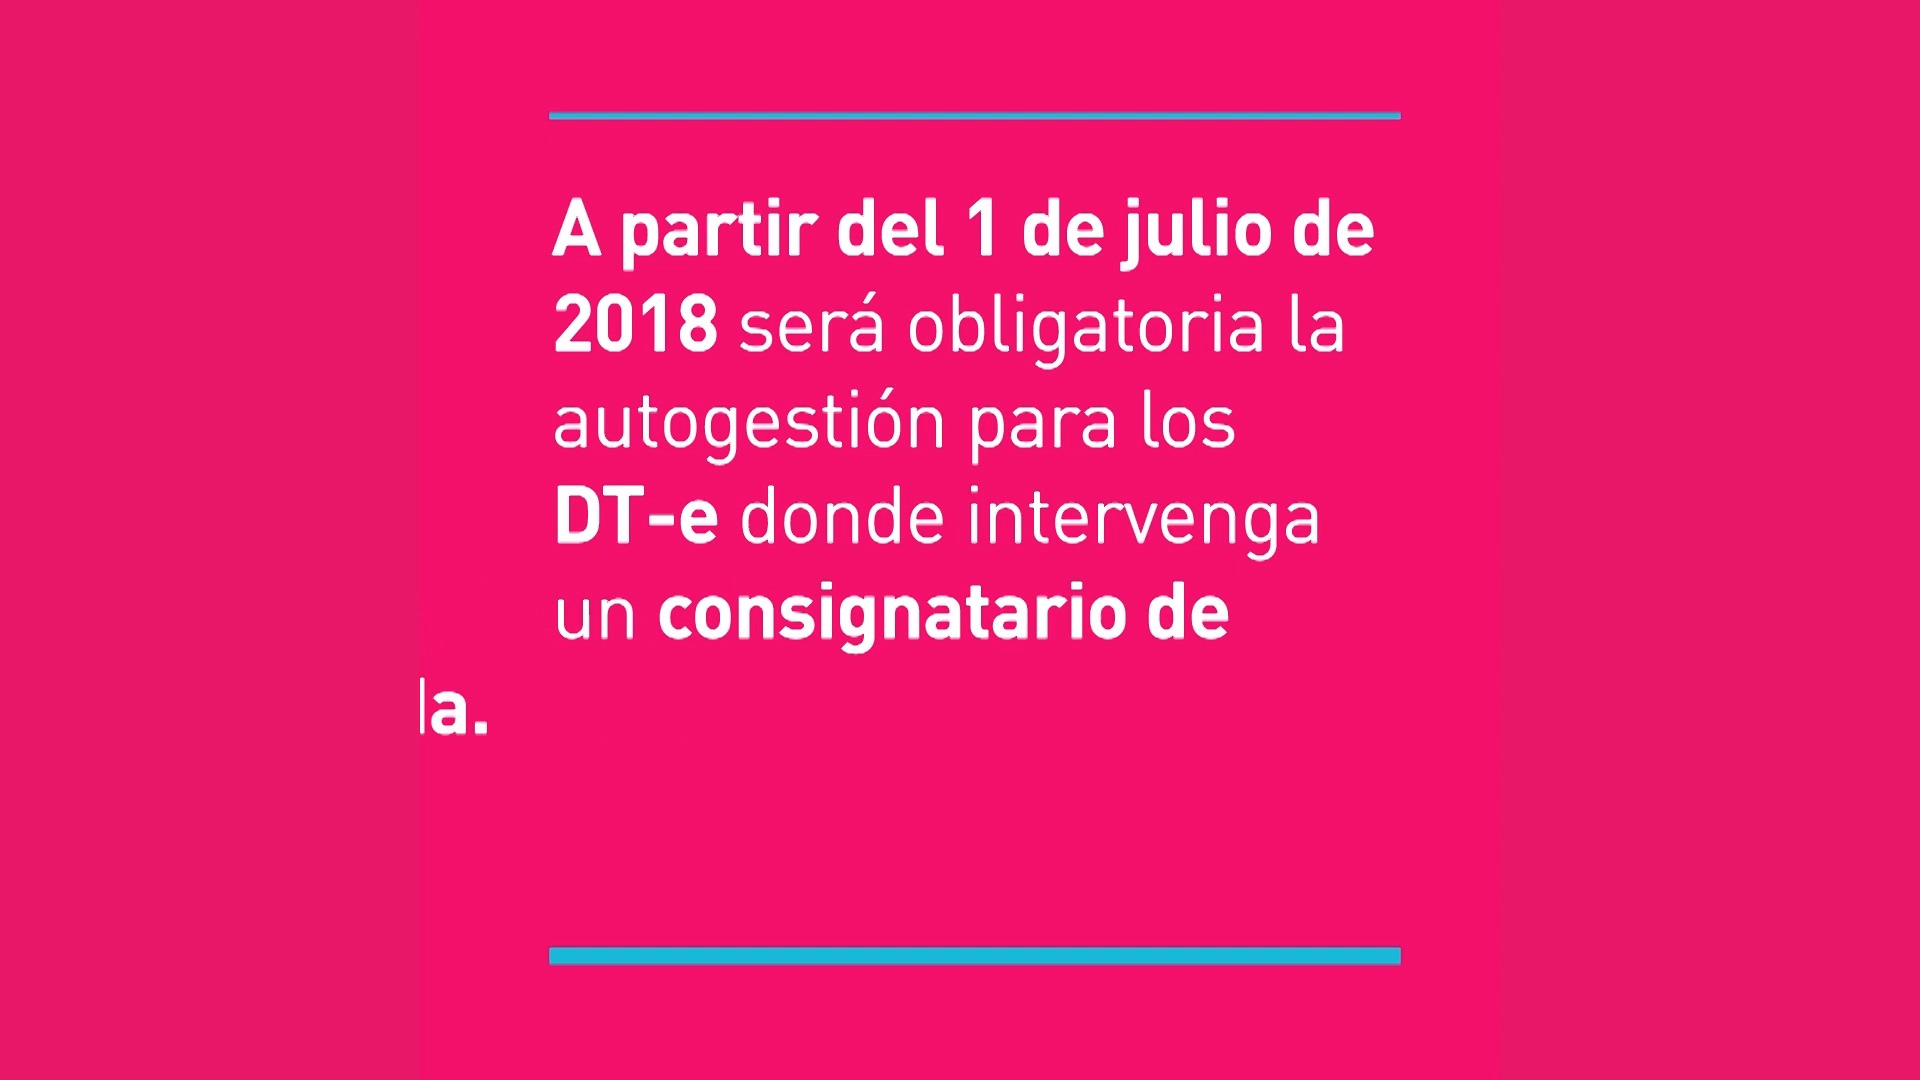 A partir del 1 de julio de
2018 será obligatoria la
autogestión para los
DT-e donde intervenga
un consignatario de
la.